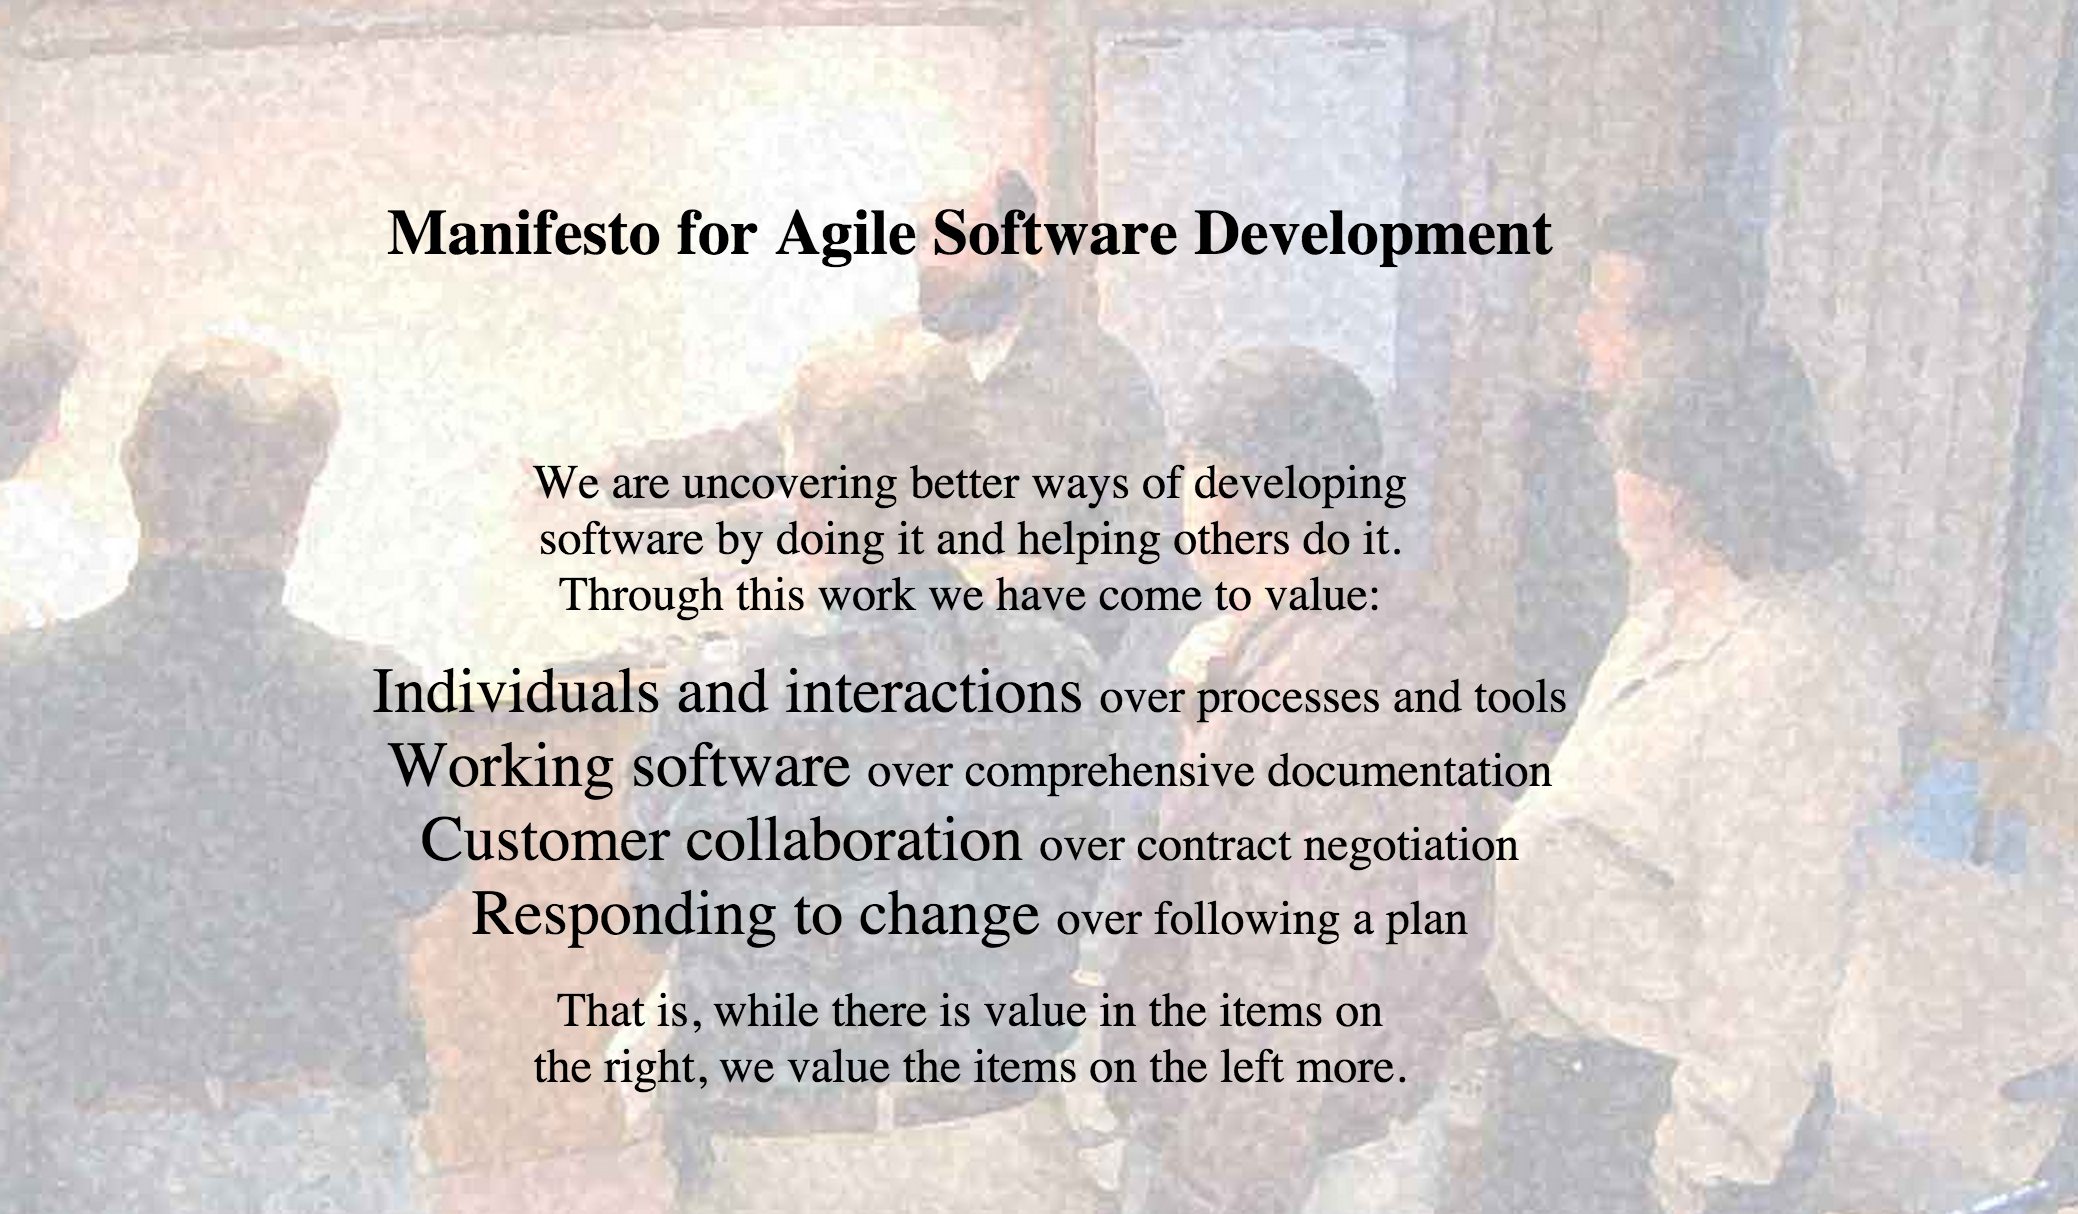 Manifesto for Agile Software Development
We are uncovering better ways of developing
software by doing it and helping others do it.
Through this work we have come to value:
Individuals and interactions over processes and tools
Working software over comprehensive documentation
Customer collaboration over contract negotiation
Responding to change over following a plan
That is, while there is value in the items on
the right, we value the items on the left more.